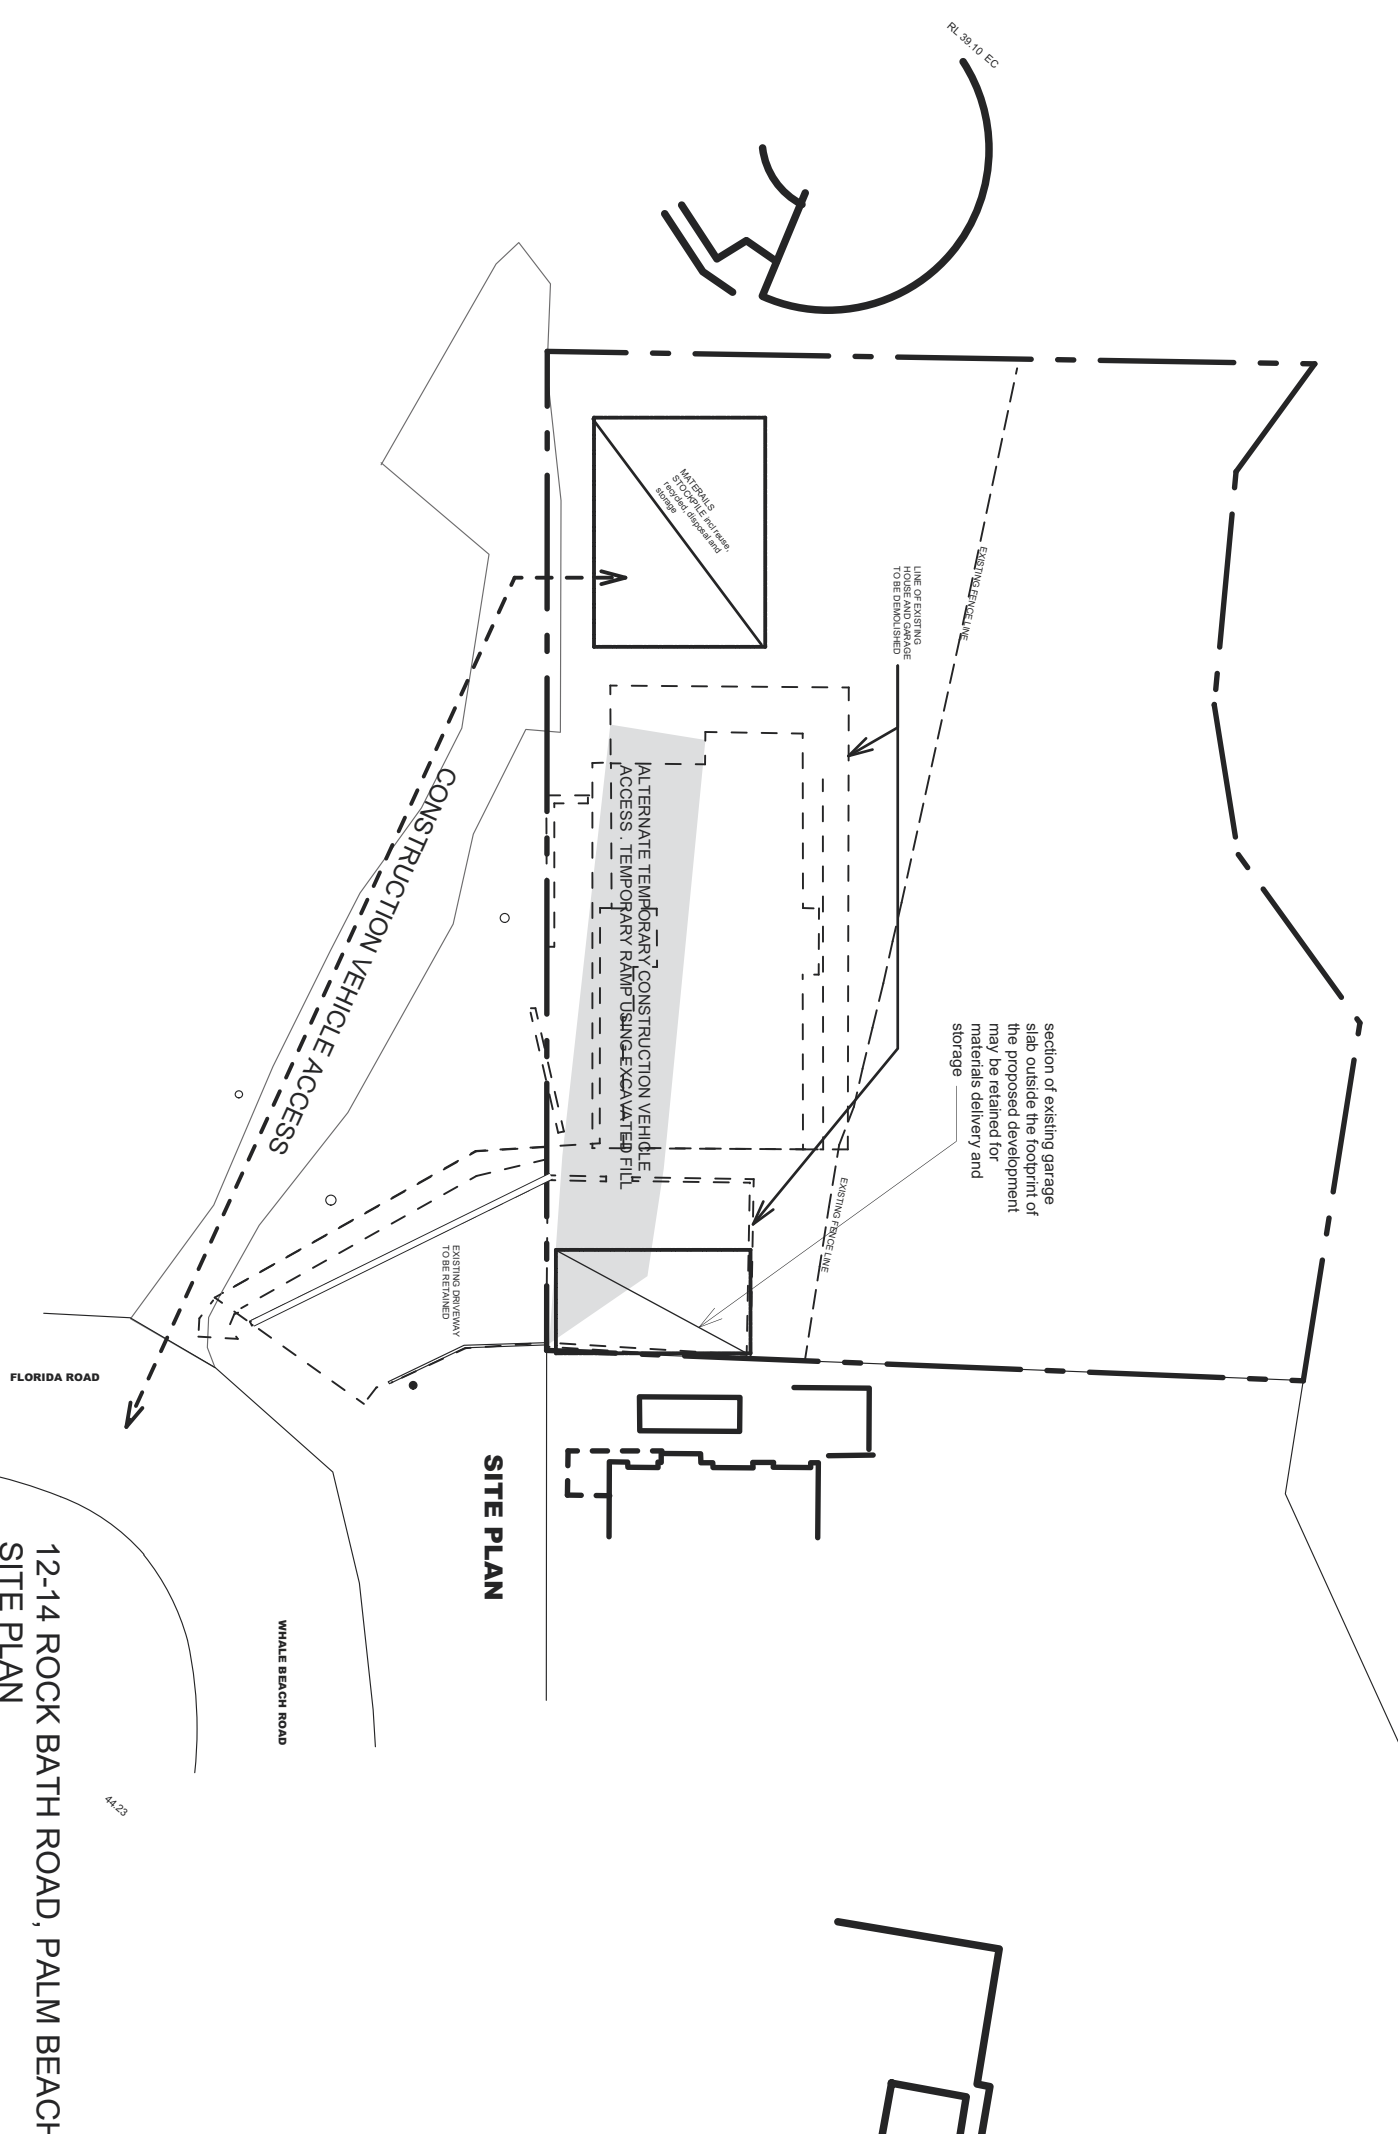 RL 39.10 EC
MATERAILS
STOCKPILE incl reuse,
recycled, disposal and
storage
LINE OF EXISTING
HOUSE AND GARAGE
TO BE DEMOLISHED
EXISTING FENCE LINE
CONSTRUCTION VEHICLE ACCESS
ALTERNATE TEMPORARY CONSTRUCTION VEHICLE
ACCESS . TEMPORARY RAMP USING EXCAVATED FILL
section of existing garage
slab outside the footprint of
the proposed development
may be retained for
materials delivery and
storage
EXISTING FENCE LINE
EXISTING DRIVEWAY
TO BE RETAINED
FLORIDA ROAD
SITE PLAN
WHALE BEACH ROAD
44.23
12-14 ROCK BATH ROAD, PALM BEACH
SITE PLAN